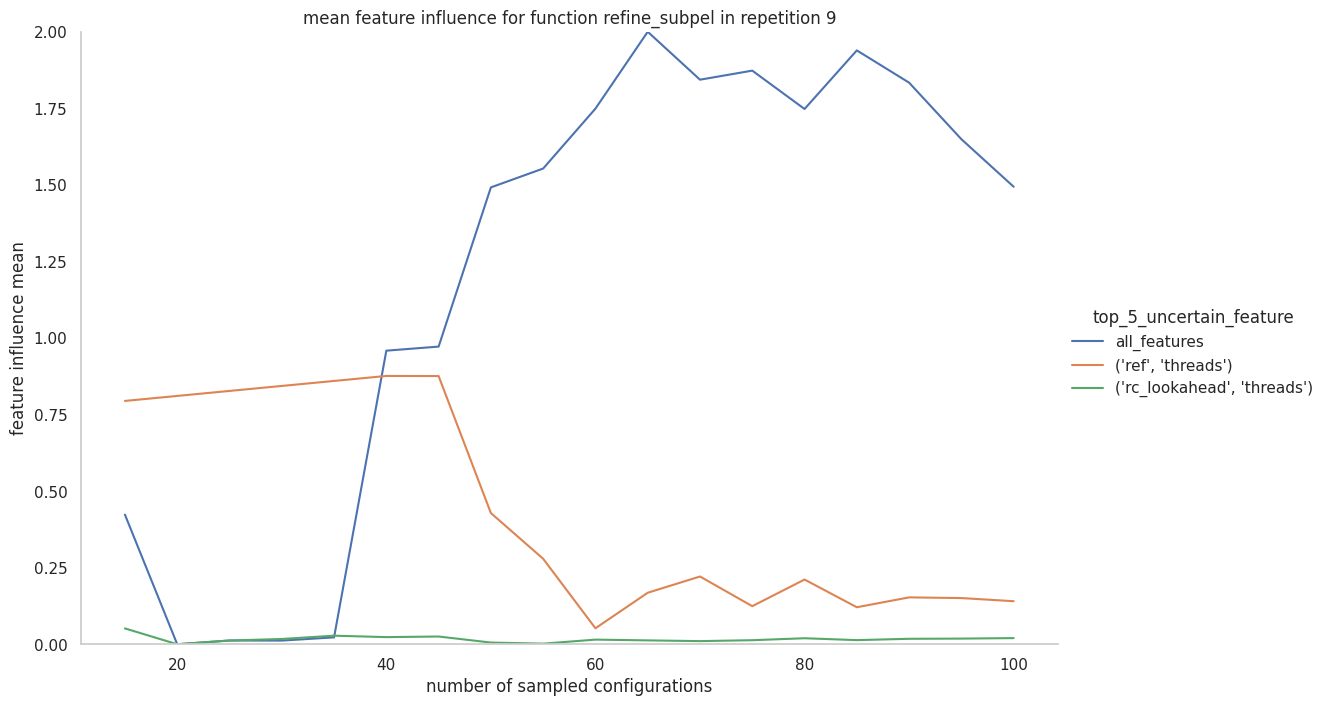 mean feature influence for function refine_subpel in repetition 9
2.00
1.75
1.50
1.25
1.00
0.75
0.50
0.25
0.00
feature influence mean
20
40
60
80
100
number of sampled configurations
top_5_uncertain_feature
all_features
('ref', 'threads')
('rc_lookahead', 'threads')